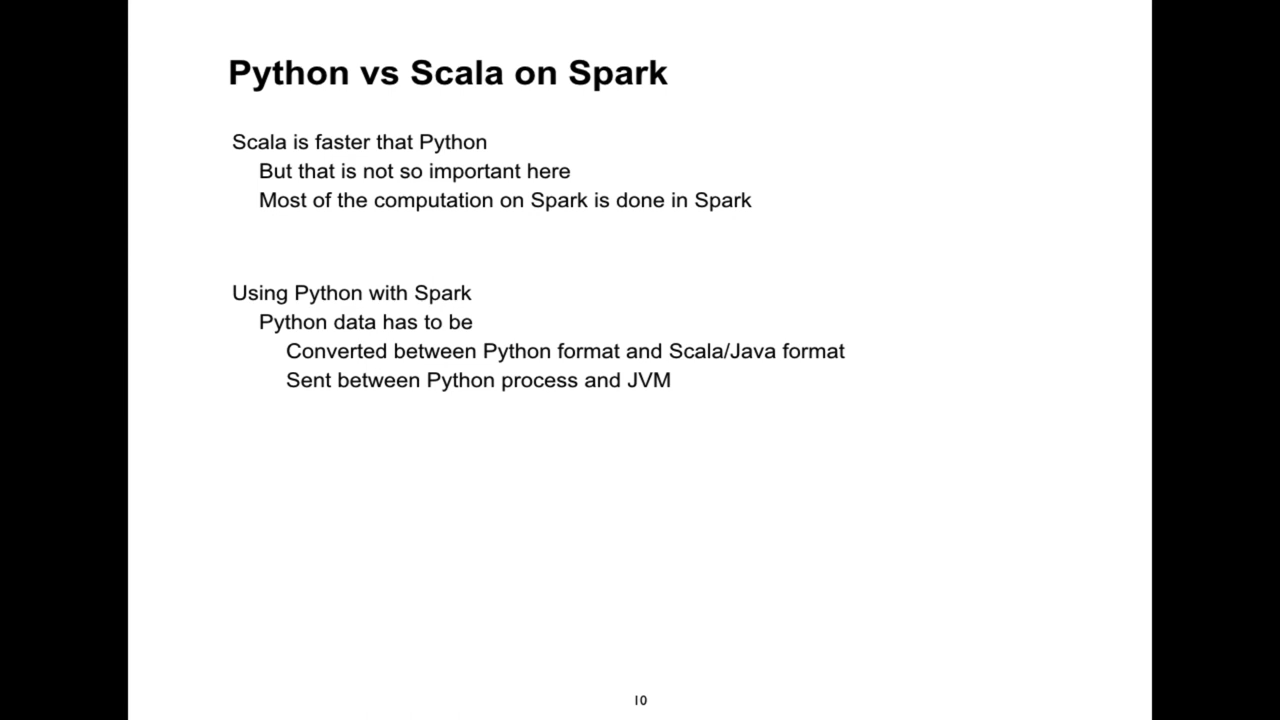 Python vs Scala on Spark
Scala is faster that Python
But that is not so important here
Most of the computation on Spark is done in Spark
Using Python with Spark
Python data has to be
Converted between Python format and Scala/Java format
Sent between Python process and JVM
10